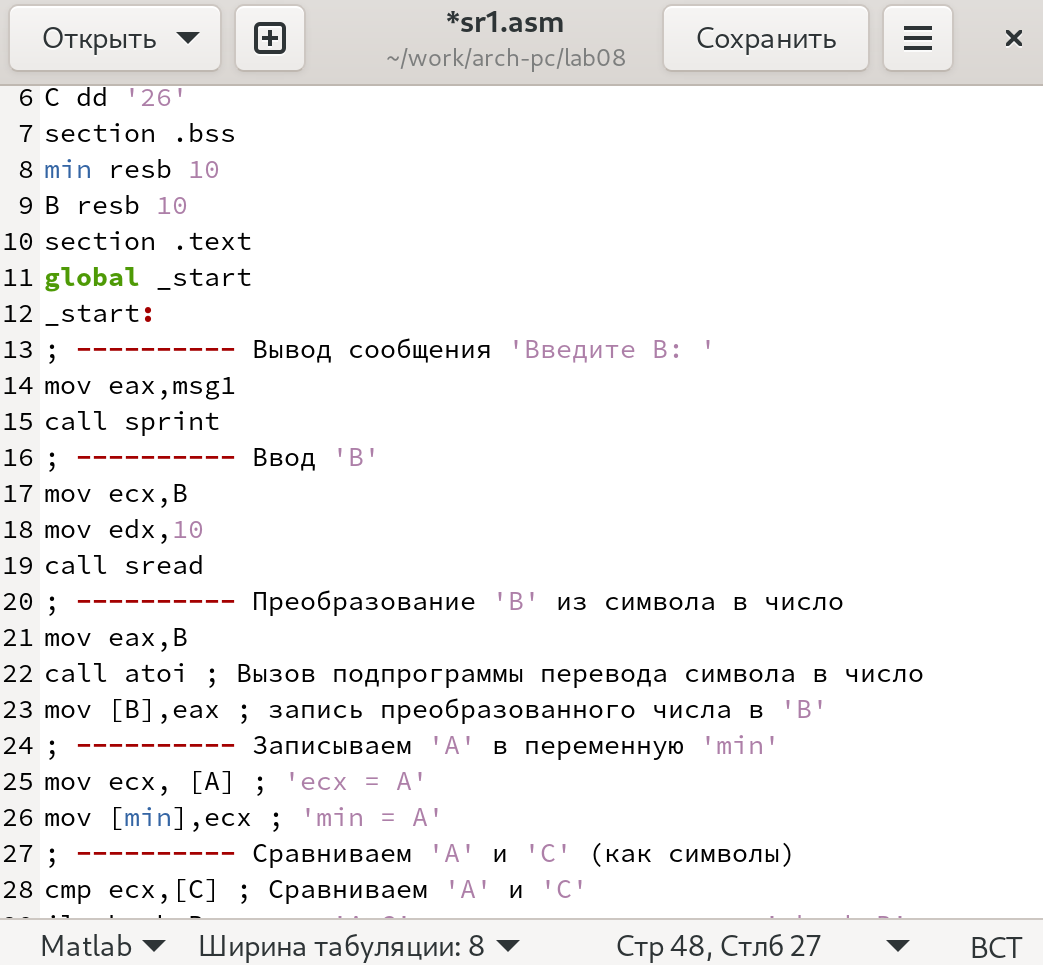 Открыть
*sr1.asm
~/work/arch-pc/lab08
Сохранить
6 C dd '26'
7 section .bss
8 min resb 10
9 B resb 10
10 section .text
11 global _start
12 _start:
13 ; ---------- Вывод сообщения 'Введите B: '
14 mov eax,msg1
15 call sprint
16 ; ---------- Ввод 'B'
17 mov ecx,B
18 mov edx,10
19 call sread
20 ; ---------- Преобразование 'B' из символа в число
21 mov eax,B
22 call atoi ; Вызов подпрограммы перевода символа в число
23 mov [B],eax ; запись преобразованного числа в 'B'
24 ; ---------- Записываем 'A' в переменную 'min'
25 mov ecx, [A] ; 'ecx = A'
26 mov [min],ecx ; 'min = A'
27 ; ---------- Сравниваем 'A' и 'C' (как символы)
28 cmp ecx,[C] ; Сравниваем 'A' и 'C'
Matlab Ширина табуляции: 8 Стр 48, Стлб 27 ВСТ